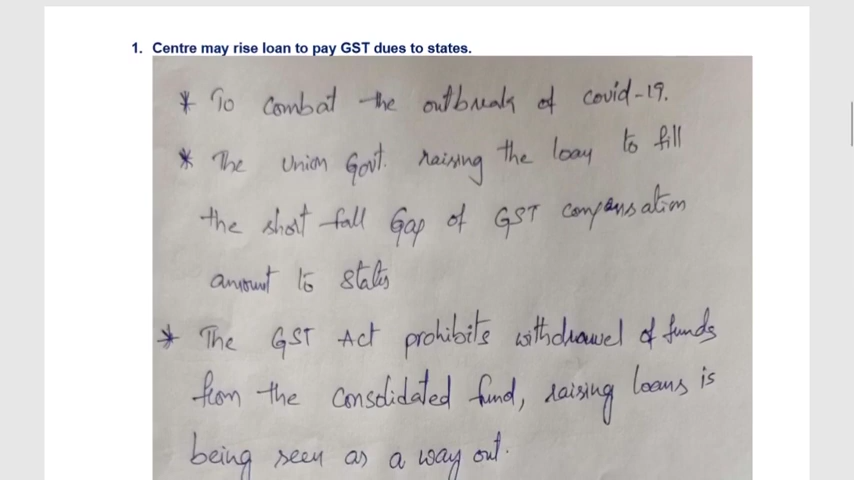 1. Centre may rise loan to pay GST dues to states.
* To combat the outbreak of covid-19.
* The Union Govt. raising the loay to fill
the short fall Gap of GST compensation
amount to states
* The GST Act prohibits withdrawel of funds
from the consolidated fund, raising loans is
being seen as a way out.